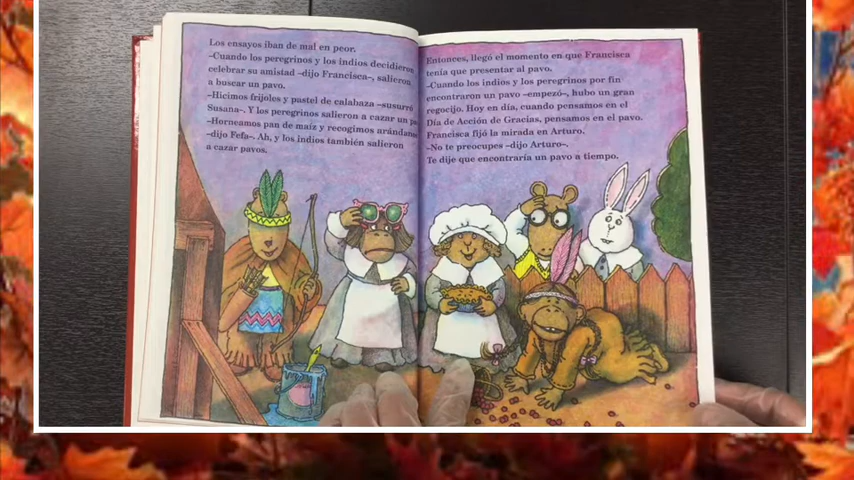 Los ensayos iban de mal en peor.
–Cuando los peregrinos y los indios decidieron
celebrar su amistad –dijo Francisca–, salieron
a buscar un pavo.
–Hicimos frijoles y pastel de calabaza –susurró
Susana–. Y los peregrinos salieron a cazar un
–Horneamos pan de maíz y recogimos arándanos
–dijo Fefa–. Ah, y los indios también salieron
a cazar pavos.
Entonces, llegó el momento en que Francisca
tenía que presentar al pavo.
–Cuando los indios y los peregrinos por fin
encontraron un pavo –empezó–, hubo un gran
regocijo. Hoy en día, cuando pensamos en el
Día de Acción de Gracias, pensamos en el pavo.
Francisca fijó la mirada en Arturo.
–No te preocupes –dijo Arturo–.
Te dije que encontraría un pavo a tiempo.